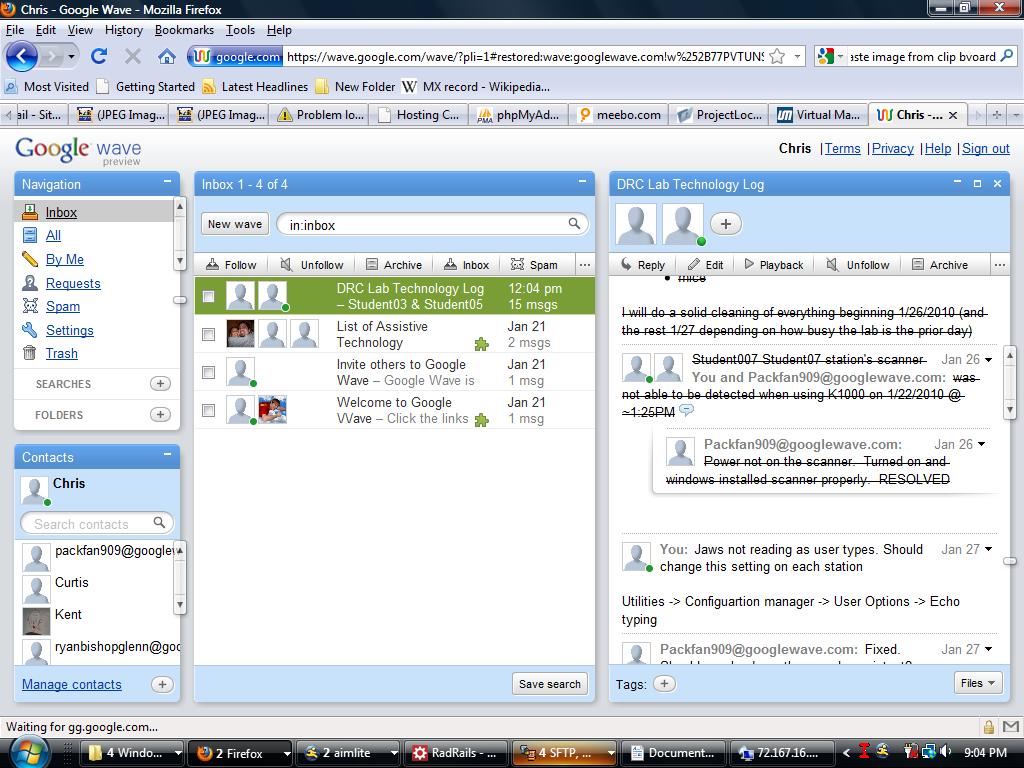 Chris - Google Wave - Mozilla Firefox
File Edit View History Bookmarks Tools Help
google.com https://wave.google.com/wave/?pli=1#restored:wave:googlewave.com!w%252B77PVTUNS
aste image from clip bvoard
Most Visited Getting Started Latest Headlines New Folder W MX record - Wikipedia...
ail - Sit... (JPEG Imag... (JPEG Imag... Problem lo... Hosting C... phpMyAd... meebo.com ProjectLoc... Virtual Ma... Chris -...
Google wave
preview
Chris | Terms | Privacy | Help | Sign out
Navigation
Inbox
All
By Me
Requests
Spam
Settings
Trash
SEARCHES
FOLDERS
Contacts
Chris
Search contacts
packfan909@googlew
Curtis
Kent
ryanbishopglenn@goo
Manage contacts
Inbox 1 - 4 of 4
New wave in:inbox
Follow Unfollow Archive Inbox Spam ...
DRC Lab Technology Log 12:04 pm
– Student03 & Student05 15 msgs
List of Assistive Jan 21
Technology 2 msgs
Invite others to Google Jan 21
Wave – Google Wave is 1 msg
Welcome to Google Jan 21
Wave – Click the links 1 msg
Save search
DRC Lab Technology Log
Reply Edit Playback Unfollow Archive ...
• mice
I will do a solid cleaning of everything beginning 1/26/2010 (and
the rest 1/27 depending on how busy the lab is the prior day)
Student007 Student07 station's scanner Jan 26
You and Packfan909@googlewave.com: was
not able to be detected when using K1000 on 1/22/2010 @
~1:25PM
Packfan909@googlewave.com: Jan 26
Power not on the scanner. Turned on and
windows installed scanner properly. RESOLVED
You: Jaws not reading as user types. Should Jan 27
change this setting on each station
Utilities -> Configuartion manager -> User Options -> Echo
typing
Packfan909@googlewave.com: Fixed. Jan 27
Tags: Files
Waiting for gg.google.com...
4 Windo... 2 Firefox 2 aimlite RadRails - ... 4 SFTP, ... Document... 72.167.16.... 9:04 PM